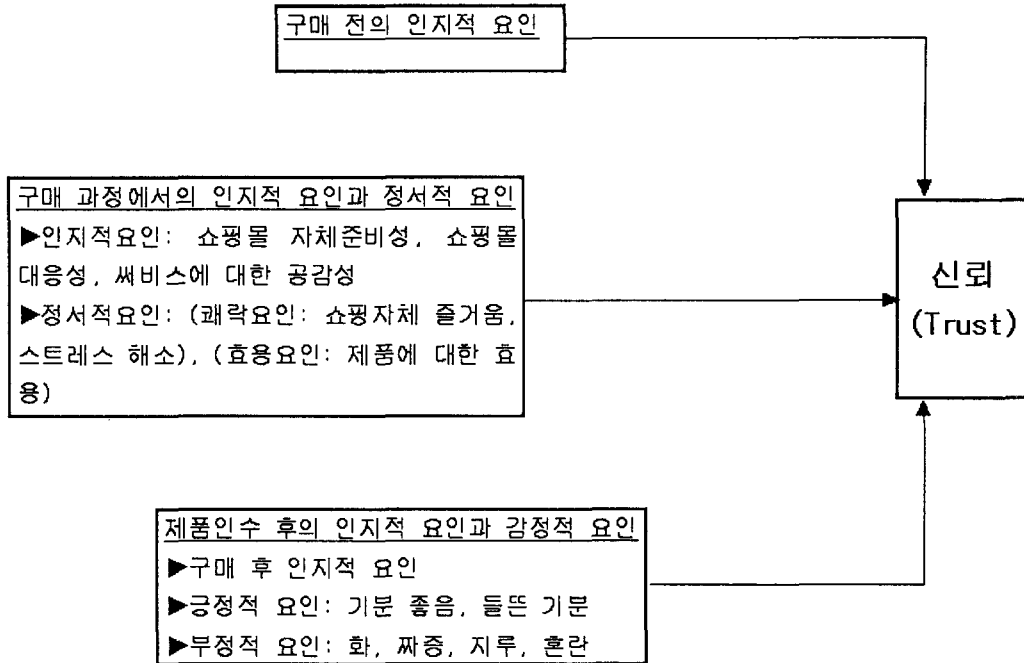 구매 전의 인지적 요인
구매 과정에서의 인지적 요인과 정서적 요인
▶인지적요인: 쇼핑몰 자체준비성, 쇼핑몰
대응성, 써비스에 대한 공감성
▶정서적요인: (쾌락요인: 쇼핑자체 즐거움,
스트레스 해소), (효용요인: 제품에 대한 효
용)
신뢰
(Trust)
제품인수 후의 인지적 요인과 감정적 요인
▶구매 후 인지적 요인
▶긍정적 요인: 기분 좋음, 들뜬 기분
▶부정적 요인: 화, 짜증, 지루, 혼란